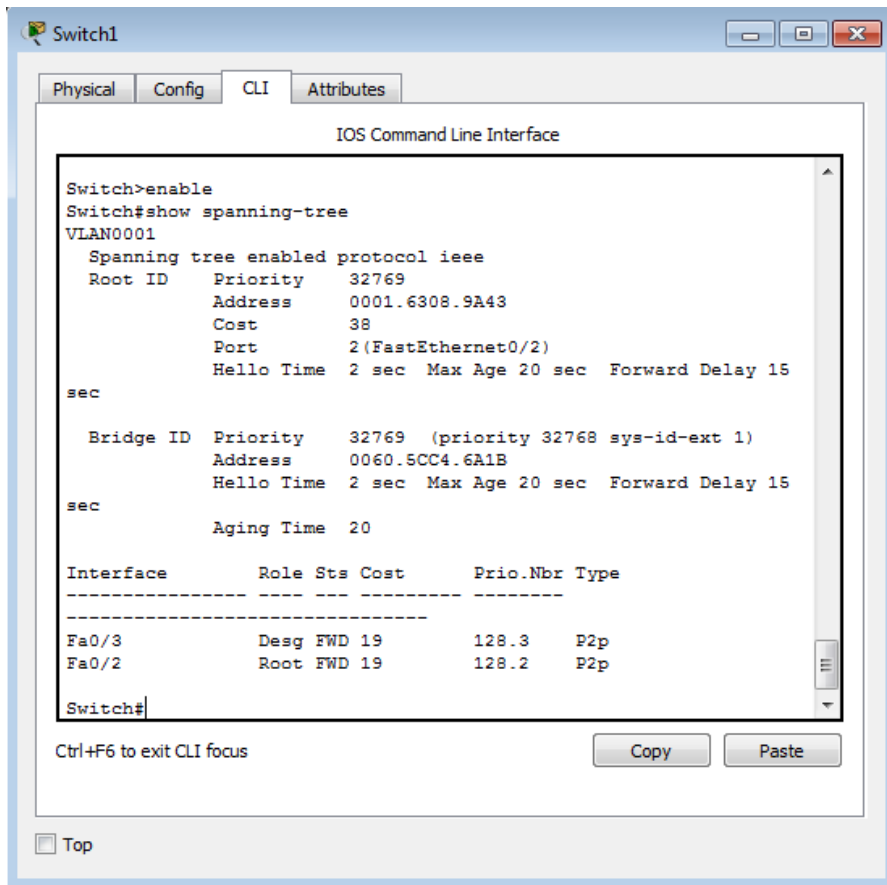 Switch1
Physical Config CLI Attributes
IOS Command Line Interface
Switch>enable
Switch#show spanning-tree
VLAN0001
  Spanning tree enabled protocol ieee
  Root ID    Priority    32769
             Address     0001.6308.9A43
             Cost        38
             Port        2(FastEthernet0/2)
             Hello Time  2 sec  Max Age 20 sec  Forward Delay 15
sec
  Bridge ID  Priority    32769  (priority 32768 sys-id-ext 1)
             Address     0060.5CC4.6A1B
             Hello Time  2 sec  Max Age 20 sec  Forward Delay 15
sec
             Aging Time  20
Interface        Role Sts Cost      Prio.Nbr Type
---------------- ---- --- --------- --------
--------------------------------
Fa0/3            Desg FWD 19        128.3    P2p
Fa0/2            Root FWD 19        128.2    P2p
Switch#
Ctrl+F6 to exit CLI focus
Copy Paste
Top